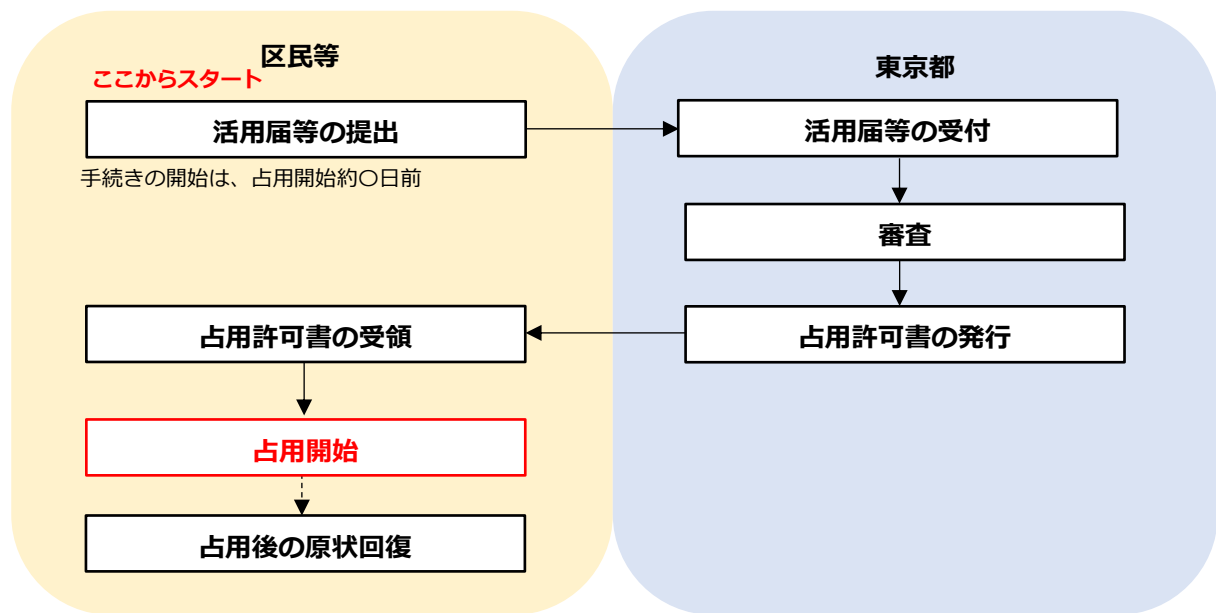 区民等
ここからスタート
活用届等の提出
手続きの開始は、占用開始約〇日前
東京都
活用届等の受付
審査
占用許可書の発行
占用許可書の受領
占用開始
占用後の原状回復